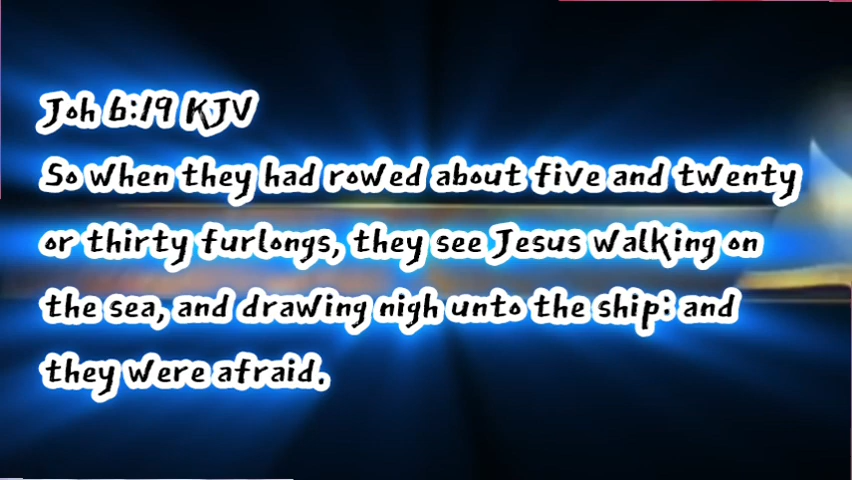 Joh 6:19 KJV
So when they had rowed about five and twenty
or thirty furlongs, they see Jesus walking on
the sea, and drawing nigh unto the ship: and
they were afraid.